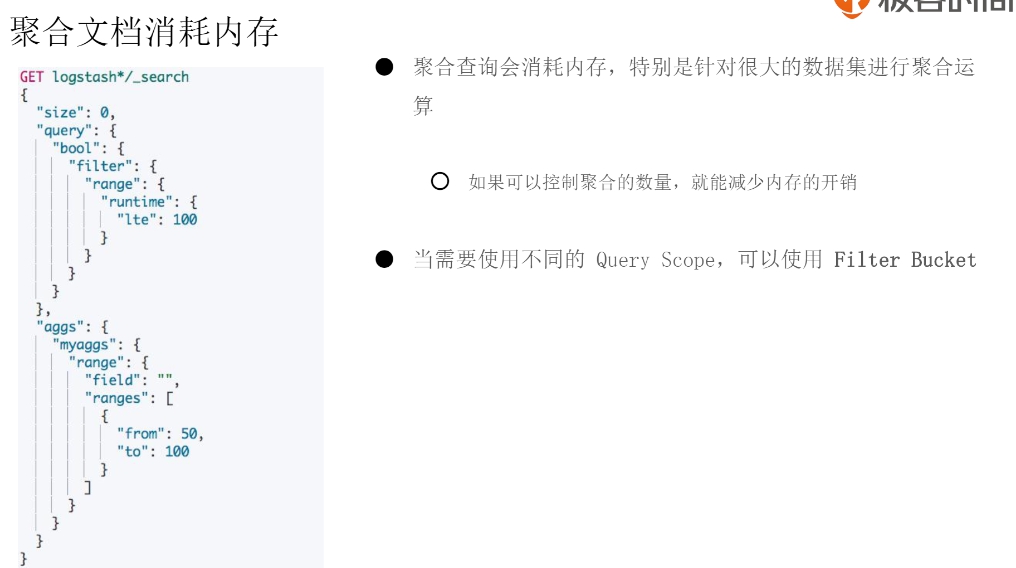 聚合文档消耗内存
GET logstash*/_search
{
  "size": 0,
  "query": {
    "bool": {
      "filter": {
        "range": {
          "runtime": {
            "lte": 100
          }
        }
      }
    }
  },
  "aggs": {
    "myaggs": {
      "range": {
        "field": "",
        "ranges": [
          {
            "from": 50,
            "to": 100
          }
        ]
      }
    }
  }
}
● 聚合查询会消耗内存，特别是针对很大的数据集进行聚合运
算
○ 如果可以控制聚合的数量，就能减少内存的开销
● 当需要使用不同的 Query Scope，可以使用 Filter Bucket